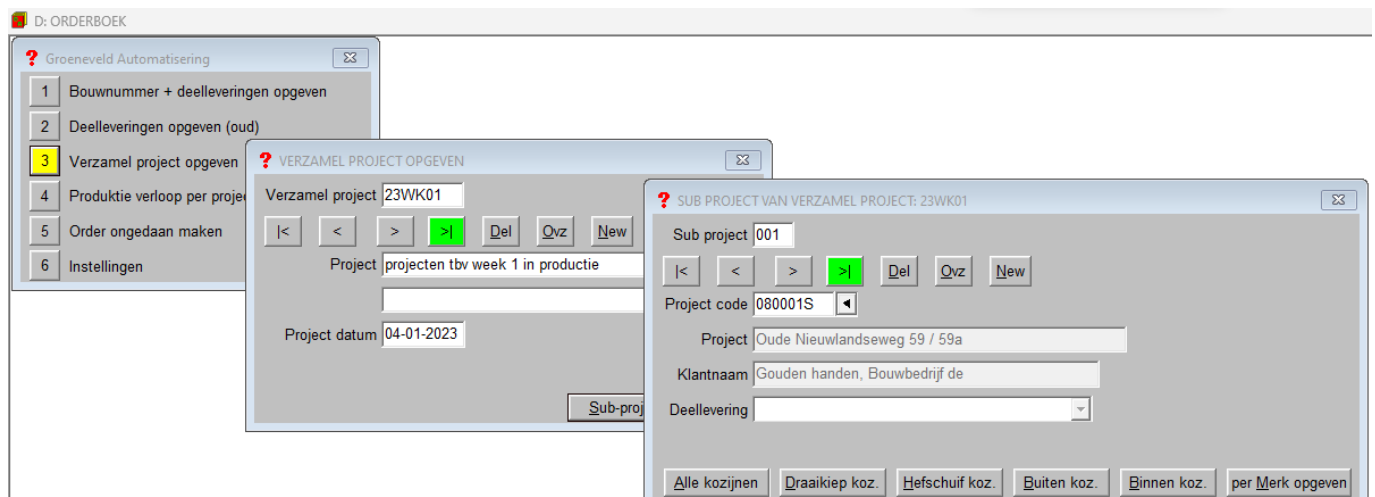 D: ORDERBOEK
? Groeneveld Automatisering
1 Bouwnummer + deelleveringen opgeven
2 Deelleveringen opgeven (oud)
3 Verzamel project opgeven
4 Produktie verloop per proje
5 Order ongedaan maken
6 Instellingen
? VERZAMEL PROJECT OPGEVEN
Verzamel project 23WK01
|< < > >| Del Ovz New
Project projecten tbv week 1 in productie
Project datum 04-01-2023
Sub-proj
? SUB PROJECT VAN VERZAMEL PROJECT: 23WK01
Sub project 001
|< < > >| Del Ovz New
Project code 080001S
Project Oude Nieuwlandseweg 59 / 59a
Klantnaam Gouden handen, Bouwbedrijf de
Deellevering
Alle kozijnen Draaikiep koz. Hefschuif koz. Buiten koz. Binnen koz. per Merk opgeven